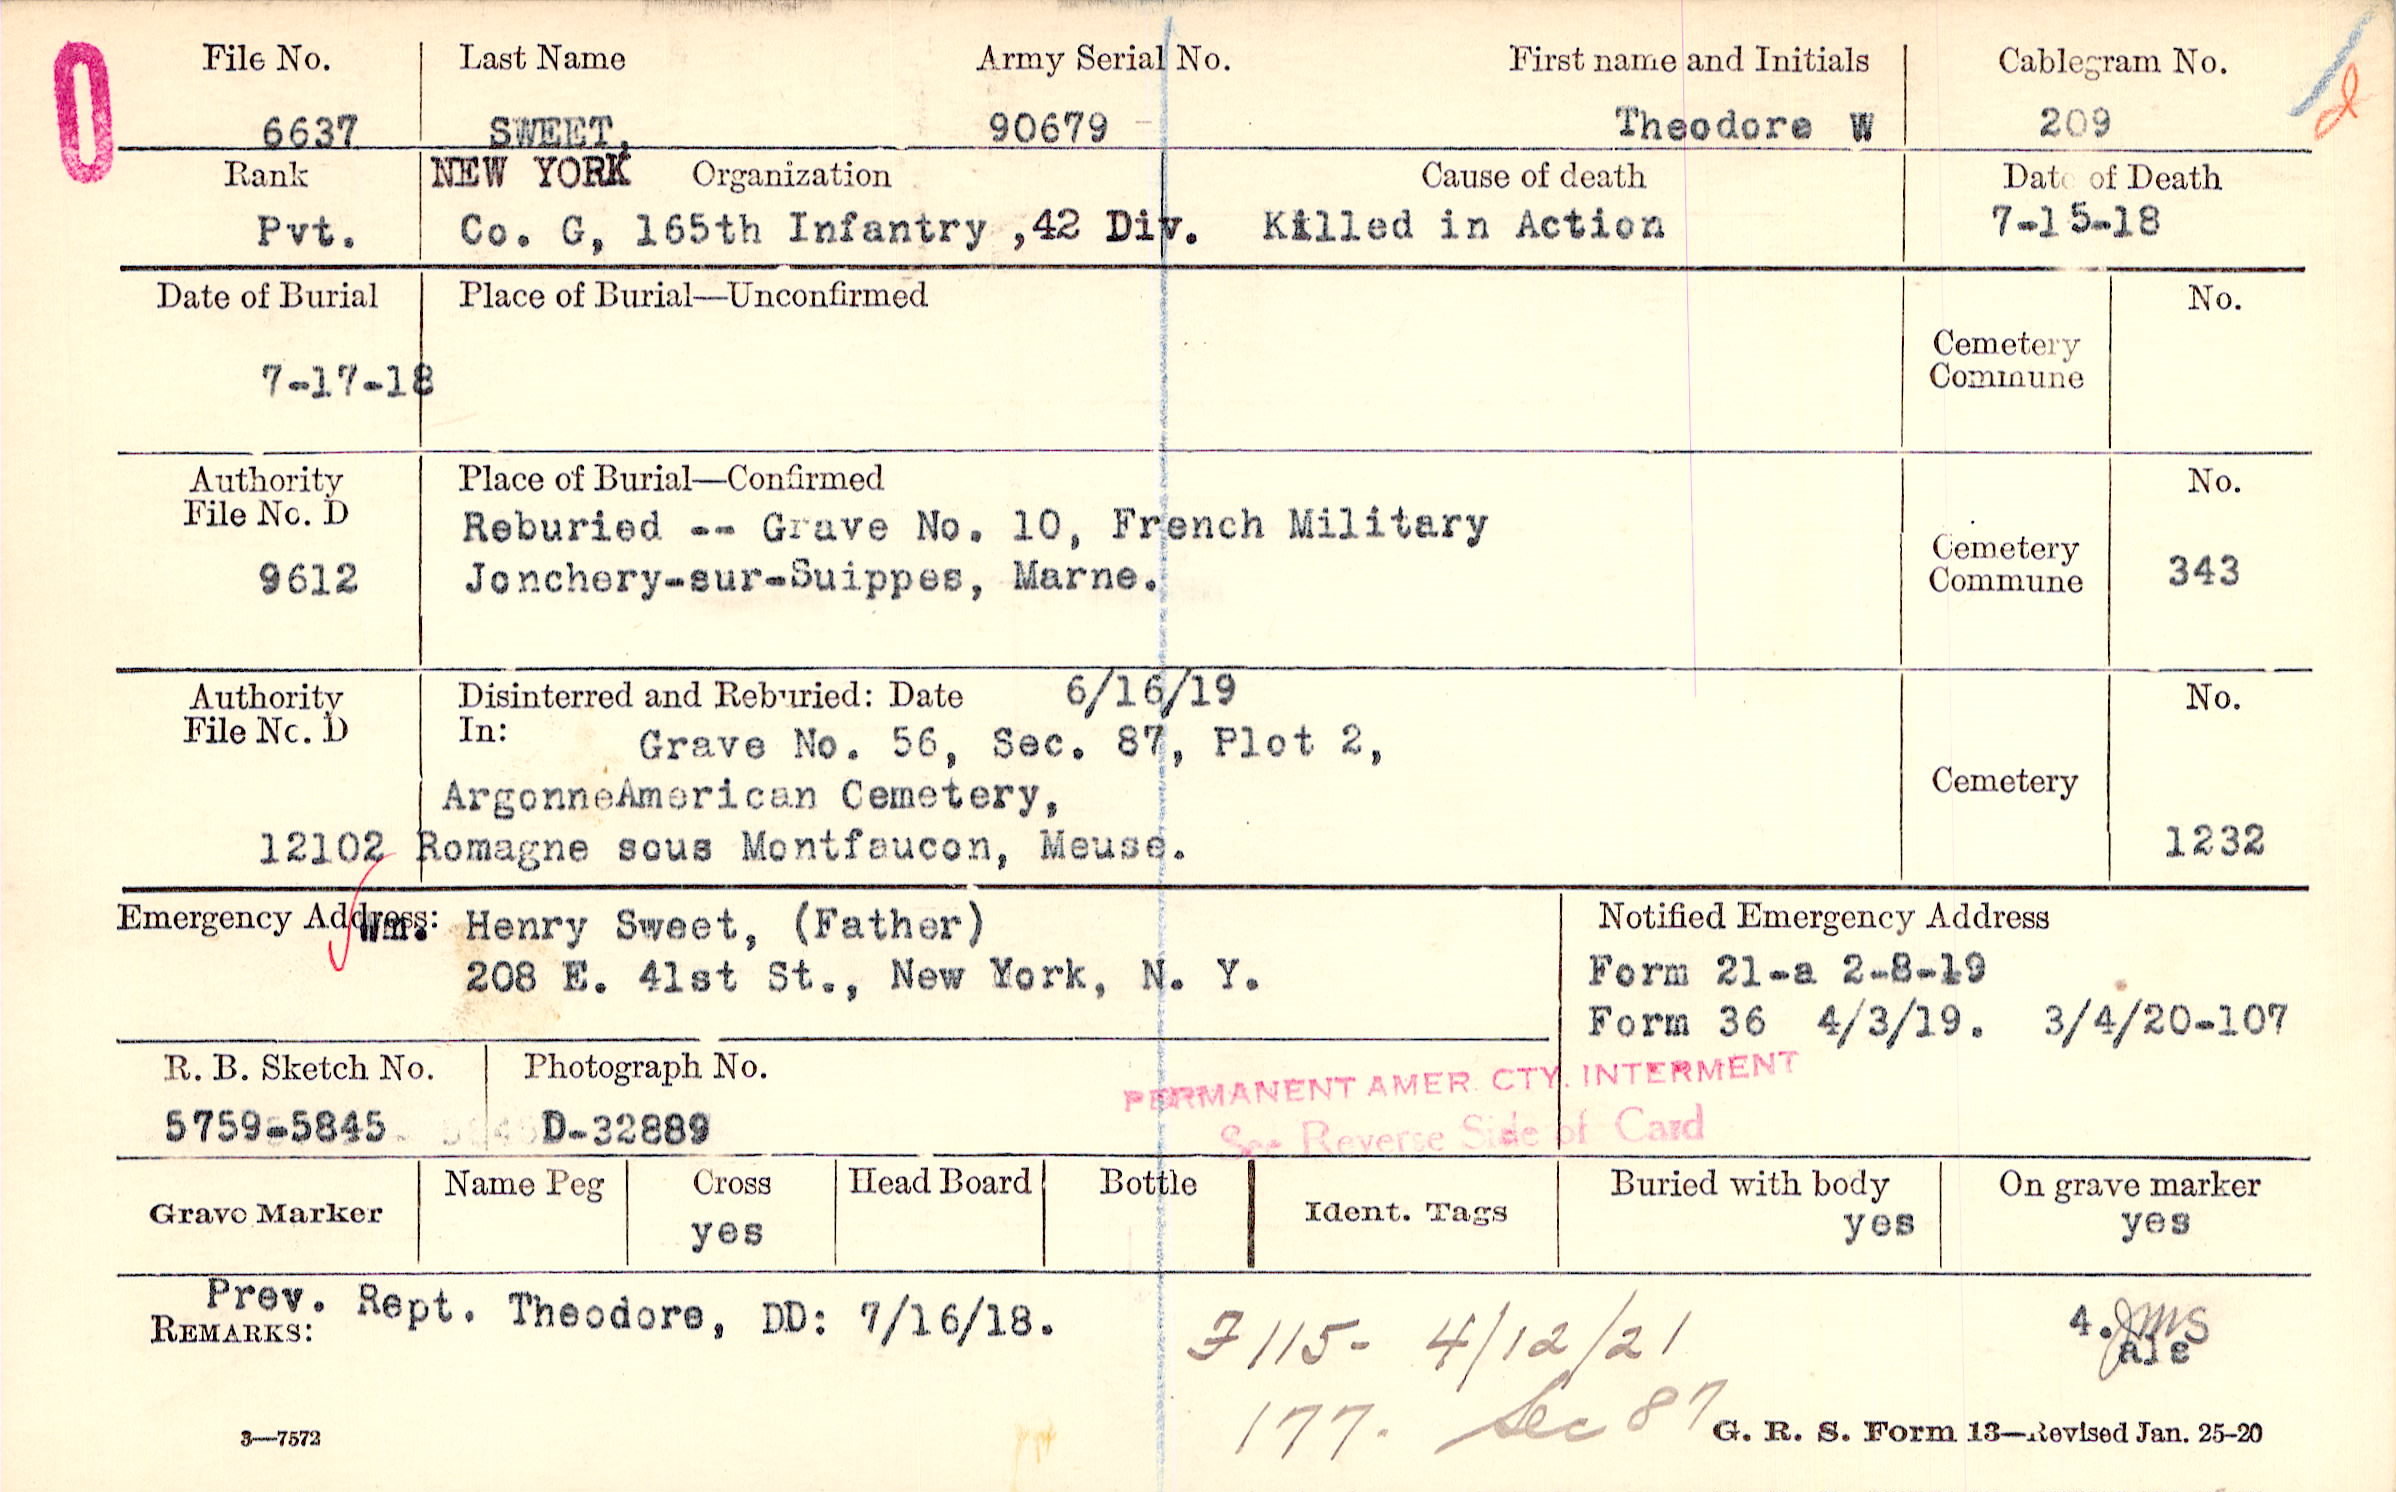 File No. Last Name Army Serial No. First name and Initials Cablegram No.
6637 SWEET, 90679 Theodore W 209
Rank NEW YORK Organization Cause of death Date of Death
Pvt. Co. G, 165th Infantry ,42 Div. Killed in Action 7-15-18
Date of Burial Place of Burial—Unconfirmed No.
Cemetery
Commune
7-17-18
Authority Place of Burial—Confirmed No.
File No. D
Reburied -- Grave No. 10, French Military
Cemetery
9612 Jonchery-sur-Suippes, Marne. Commune 343
Authority Disinterred and Reburied: Date 6/16/19 No.
File No. D In: Grave No. 56, Sec. 87, Plot 2,
ArgonneAmerican Cemetery, Cemetery
12102 Romagne sous Montfaucon, Meuse. 1232
Emergency Address: Wm. Henry Sweet, (Father) Notified Emergency Address
208 E. 41st St., New York, N. Y. Form 21-a 2-8-19
Form 36 4/3/19. 3/4/20-107
R. B. Sketch No. Photograph No.
PERMANENT AMER. CTY. INTERMENT
5759-5845 D-32889 See Reverse Side of Card
Grave Marker Name Peg Cross Head Board Bottle Ident. Tags Buried with body On grave marker
yes yes yes
Prev. Rept. Theodore, DD: 7/16/18.
REMARKS: 4. JMS
als
F 115- 4/12/21
177. Sec 87
3—7572 G. R. S. Form 13—Revised Jan. 25-20